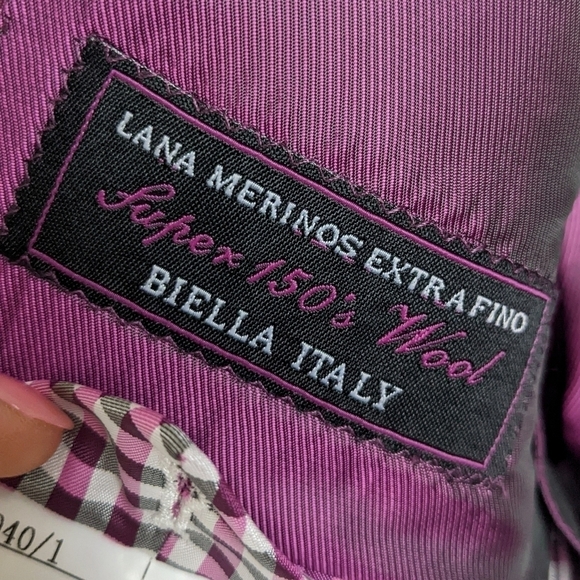 LANA MERINOS EXTRAFINO
Super 150's Wool
BIELLA ITALY
040/1